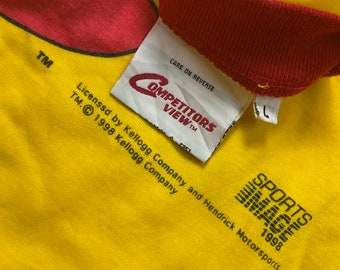 CARE ON REVERSE
COMPETITORS
VIEW™
L
TM
Licensed by Kellogg Company and Hendrick Motorsports
TM © 1998 Kellogg Company
SPORTS
IMAGE
1998